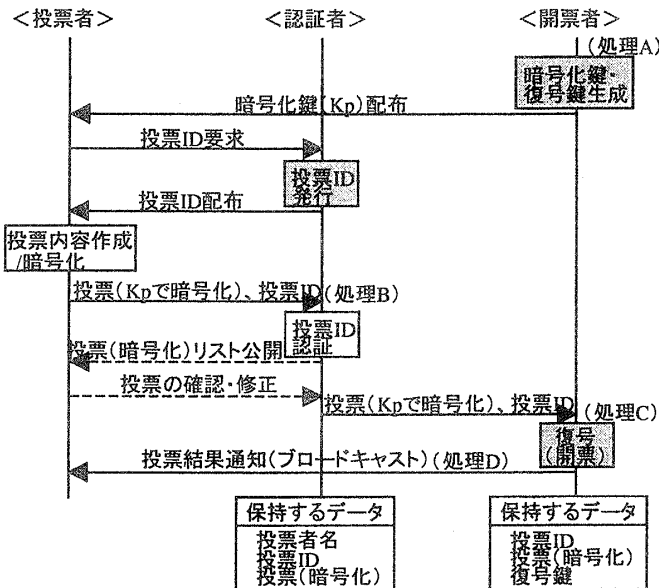 ＜投票者＞ ＜認証者＞ ＜開票者＞
(処理A)
暗号化鍵・
復号鍵生成
暗号化鍵(Kp)配布
投票ID要求
投票ID
発行
投票ID配布
投票内容作成
/暗号化
投票(Kpで暗号化)、投票ID(処理B)
投票ID
認証
投票(暗号化)リスト公開
投票の確認・修正
投票(Kpで暗号化)、投票ID(処理C)
復号
(開票)
投票結果通知(ブロードキャスト)(処理D)
保持するデータ
投票者名
投票ID
投票(暗号化)
保持するデータ
投票ID
投票(暗号化)
復号鍵